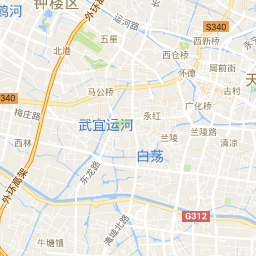 钟楼区
鹤河
外环高架
五星
运河路
S340
西新桥
北港
西仓桥
局前街
怀德
天
340
马公桥
古村
梅庄路
永红
广化桥
武宜运河
兰陵
兰陵路
西林
清凉
白荡
东龙路
外环高架
G312
淹城北路
牛塘镇